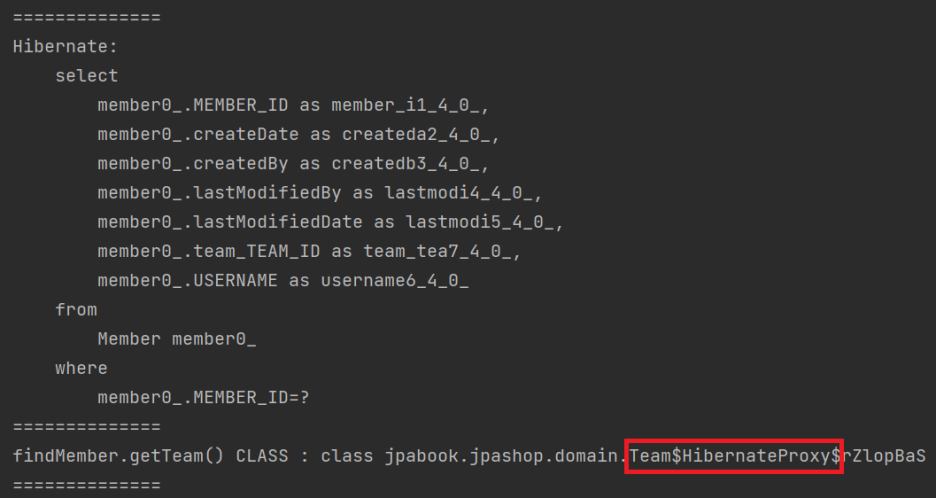 ==============
Hibernate:
    select
        member0_.MEMBER_ID as member_i1_4_0_,
        member0_.createDate as createda2_4_0_,
        member0_.createdBy as createdb3_4_0_,
        member0_.lastModifiedBy as lastmodi4_4_0_,
        member0_.lastModifiedDate as lastmodi5_4_0_,
        member0_.team_TEAM_ID as team_tea7_4_0_,
        member0_.USERNAME as username6_4_0_
    from
        Member member0_
    where
        member0_.MEMBER_ID=?
==============
findMember.getTeam() CLASS : class jpabook.jpashop.domain.Team$HibernateProxy$rZlopBaS
==============